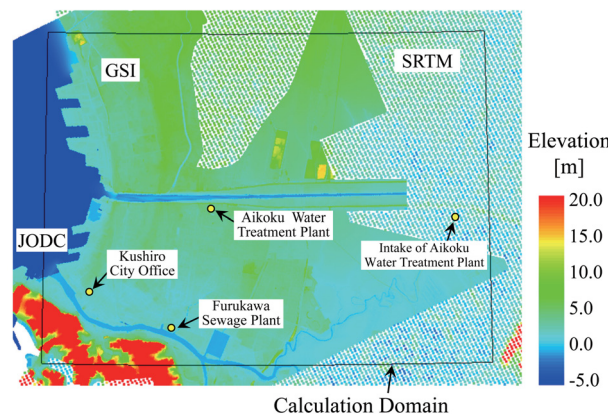 GSI
SRTM
Elevation
[m]
20.0
15.0
10.0
5.0
0.0
-5.0
Aikoku Water
Treatment Plant
Intake of Aikoku
Water Treatment Plant
JODC
Kushiro
City Office
Furukawa
Sewage Plant
Calculation Domain